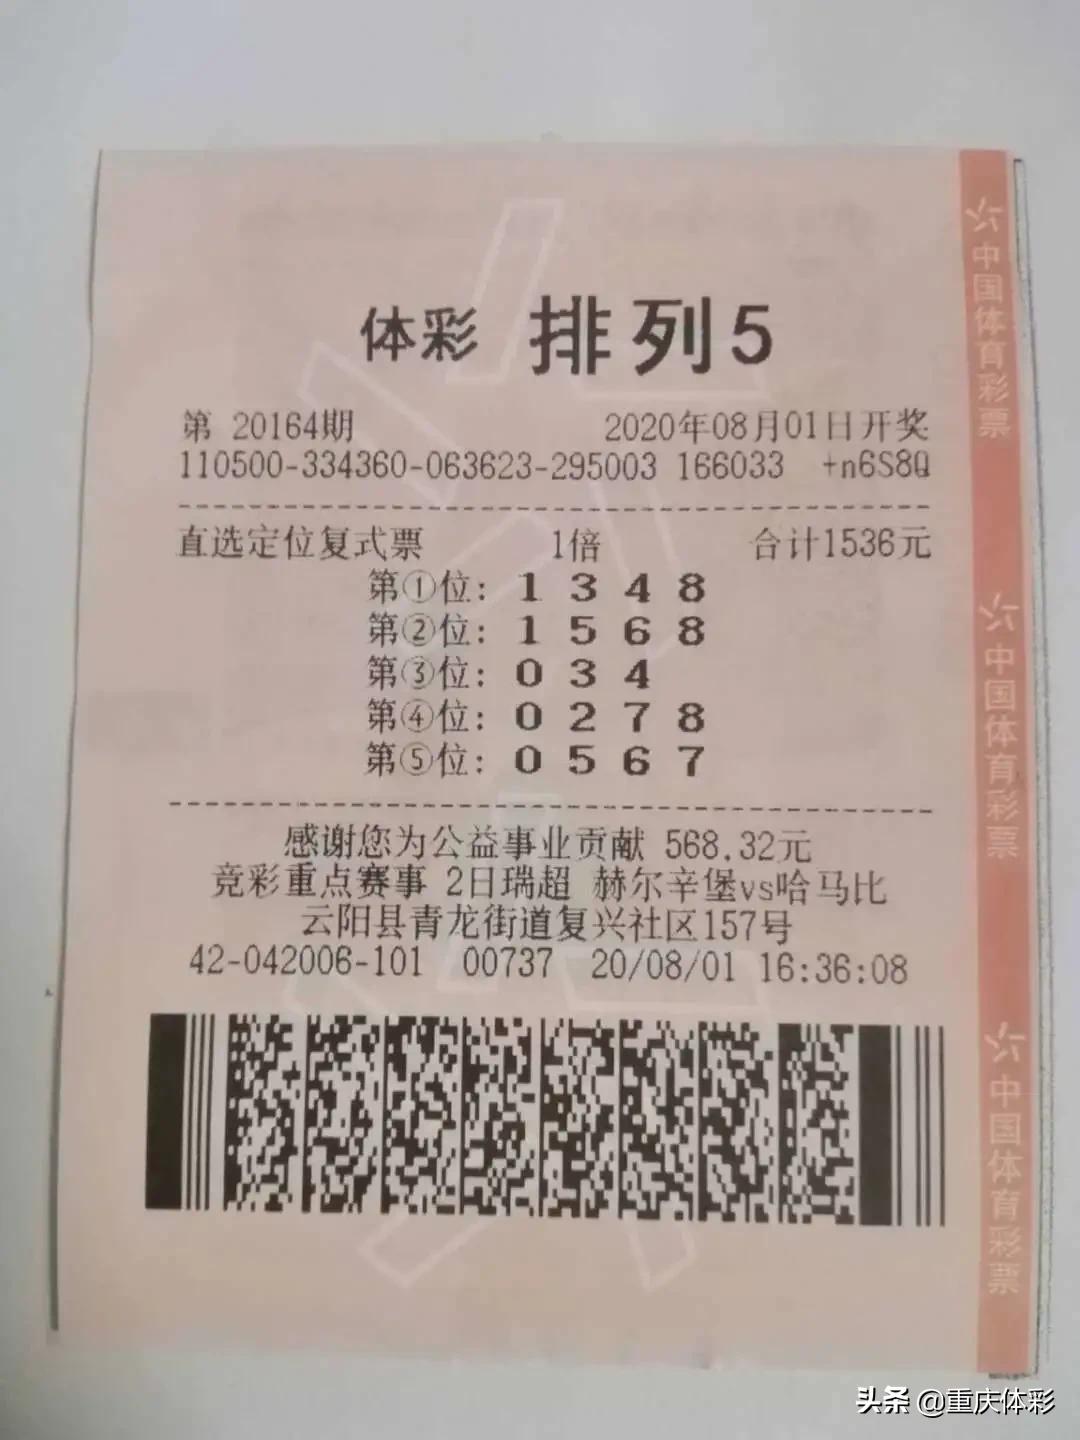 体彩 排列5
第 20164期 2020年08月01日开奖
110500-334360-063623-295003 166033 +n6S8Q
直选定位复式票 1倍 合计1536元
第①位: 1 3 4 8
第②位: 1 5 6 8
第③位: 0 3 4
第④位: 0 2 7 8
第⑤位: 0 5 6 7
感谢您为公益事业贡献 568.32元
竞彩重点赛事 2日瑞超 赫尔辛堡vs哈马比
云阳县青龙街道复兴社区157号
42-042006-101 00737 20/08/01 16:36:08
中国体育彩票
中国体育彩票
中国体育彩票
头条 @重庆体彩